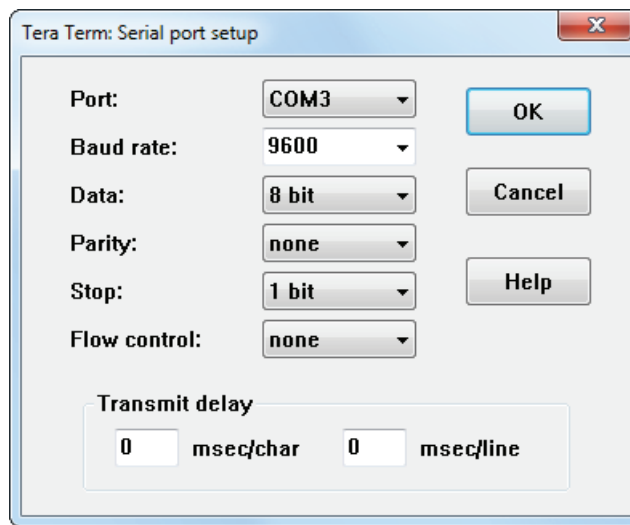 Tera Term: Serial port setup
Port: COM3
Baud rate: 9600
Data: 8 bit
Parity: none
Stop: 1 bit
Flow control: none
OK
Cancel
Help
Transmit delay
0 msec/char 0 msec/line